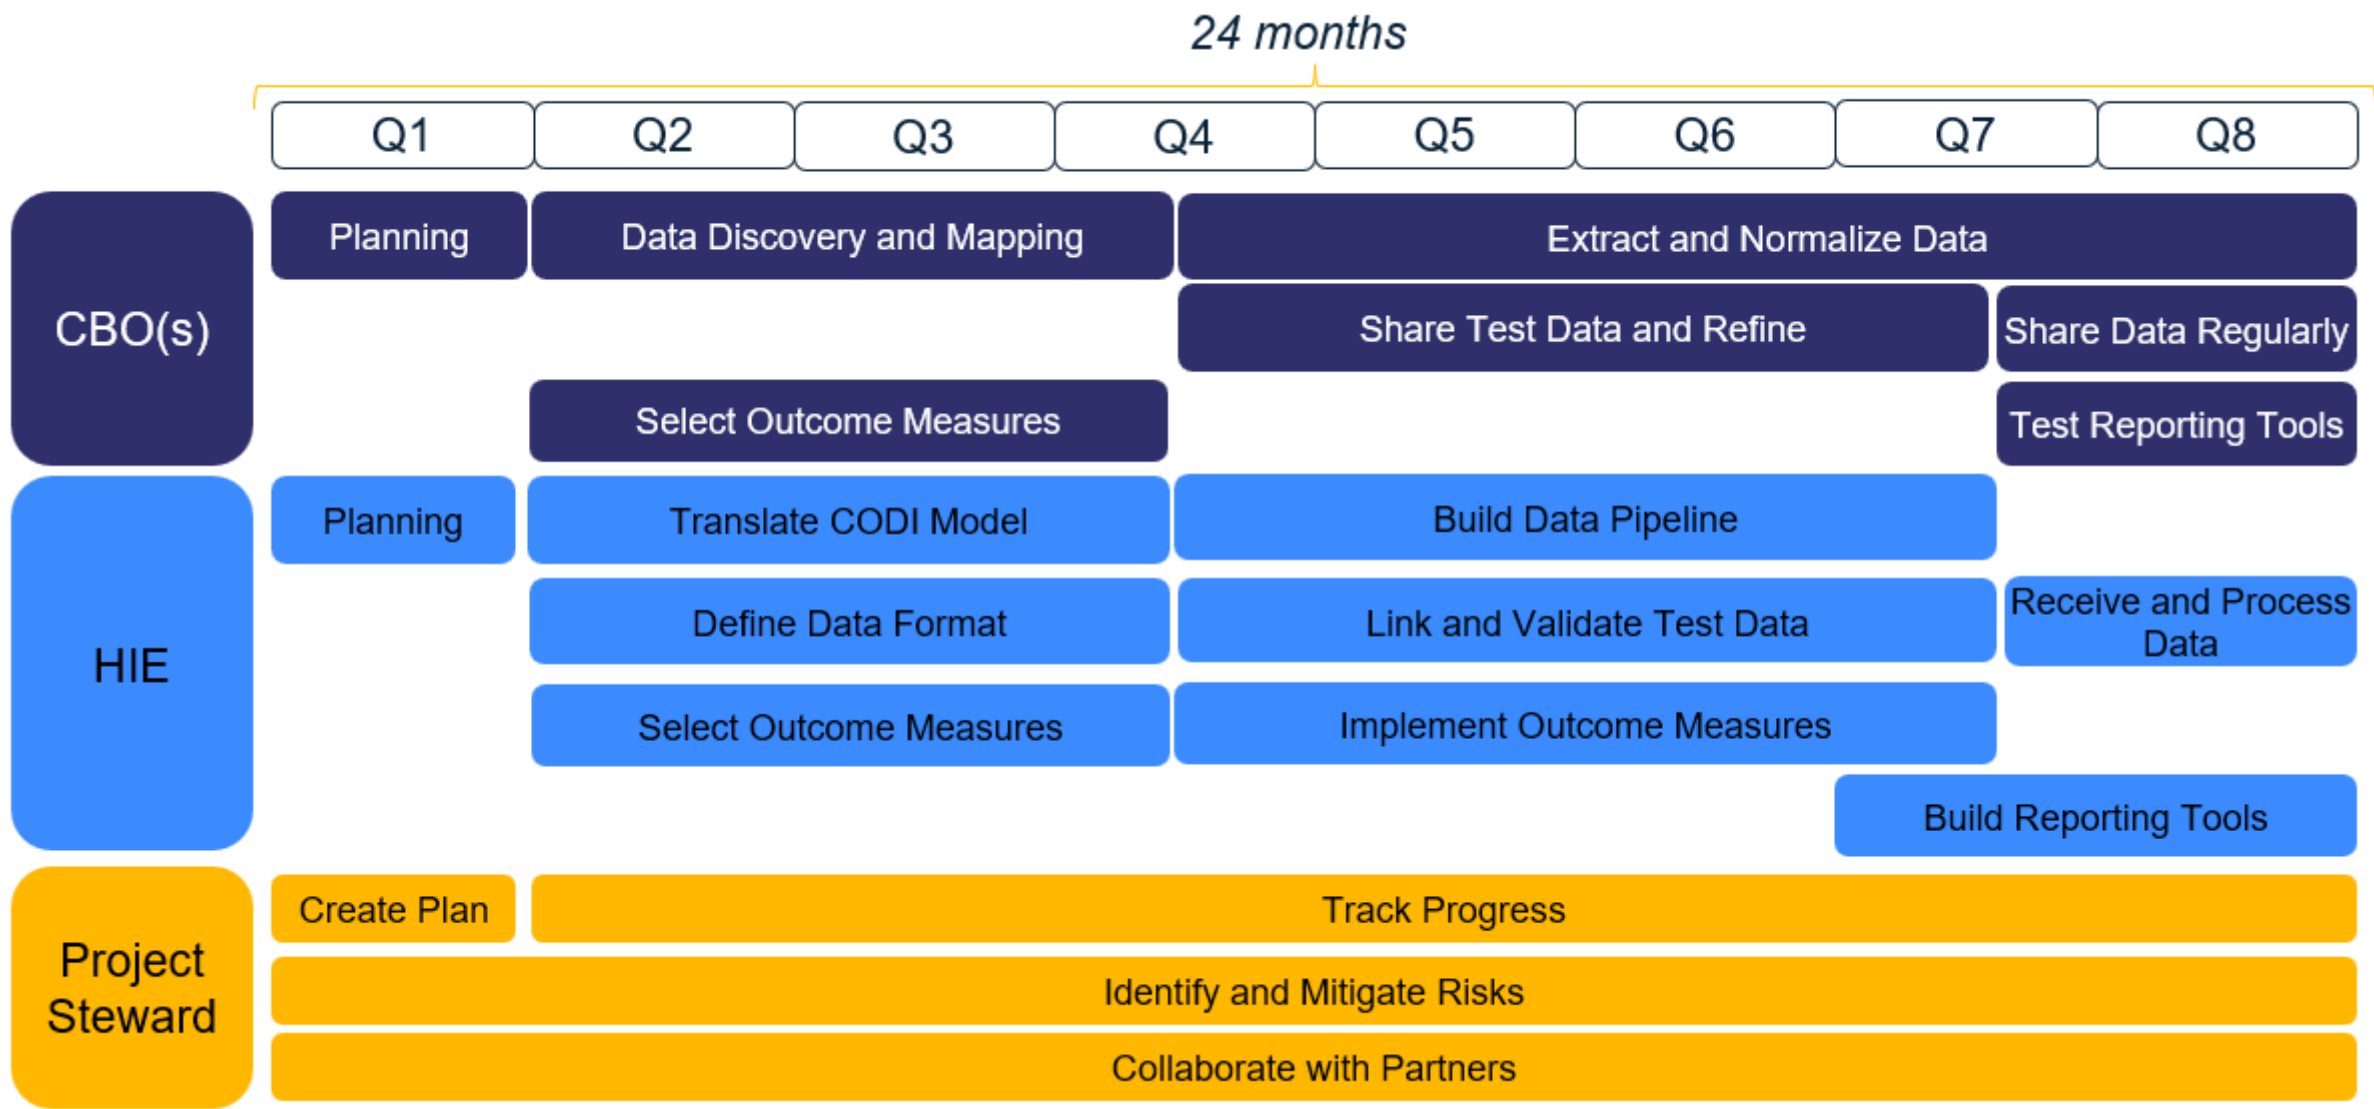 24 months
Q1
Q2
Q3
Q4
Q5
Q6
Q7
Q8
CBO(s)
Planning
Data Discovery and Mapping
Extract and Normalize Data
Share Test Data and Refine
Share Data Regularly
Select Outcome Measures
Test Reporting Tools
HIE
Planning
Translate CODI Model
Build Data Pipeline
Define Data Format
Link and Validate Test Data
Receive and Process
Data
Select Outcome Measures
Implement Outcome Measures
Build Reporting Tools
Project
Steward
Create Plan
Track Progress
Identify and Mitigate Risks
Collaborate with Partners